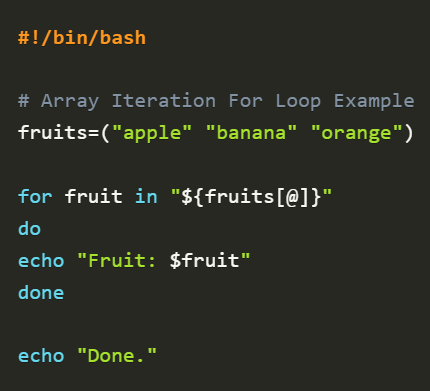 #!/bin/bash
# Array Iteration For Loop Example
fruits=("apple" "banana" "orange")
for fruit in "${fruits[@]}"
do
echo "Fruit: $fruit"
done
echo "Done."